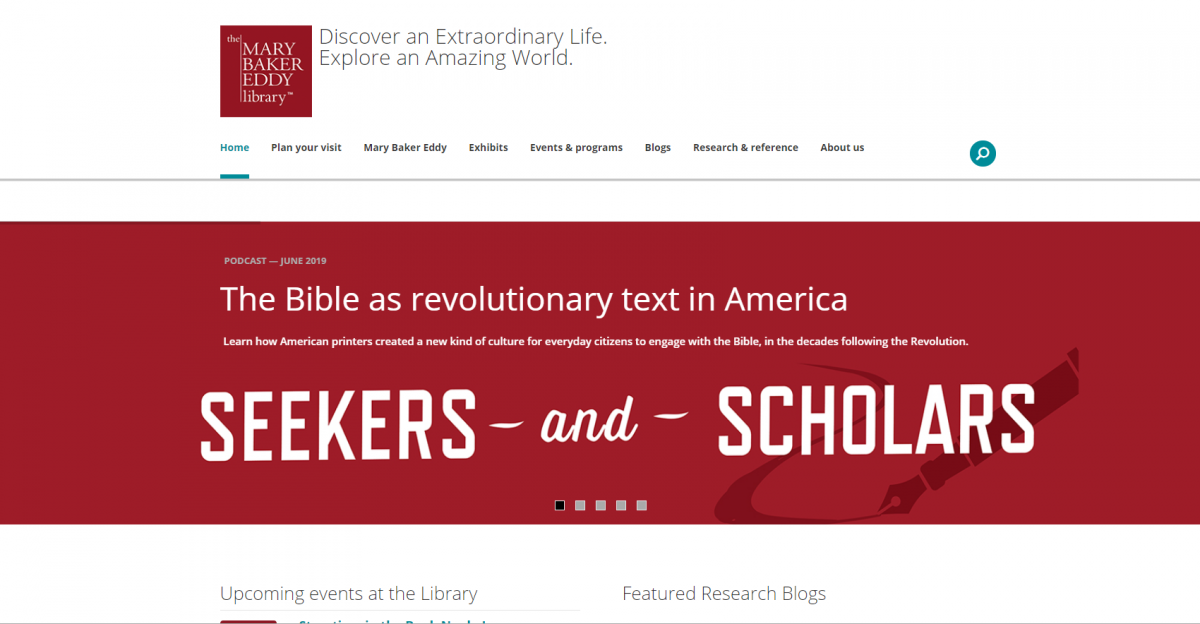 the
MARY
BAKER
EDDY
library™
Discover an Extraordinary Life.
Explore an Amazing World.
Home Plan your visit Mary Baker Eddy Exhibits Events & programs Blogs Research & reference About us
PODCAST — JUNE 2019
The Bible as revolutionary text in America
Learn how American printers created a new kind of culture for everyday citizens to engage with the Bible, in the decades following the Revolution.
SEEKERS – and – SCHOLARS
Upcoming events at the Library
Featured Research Blogs